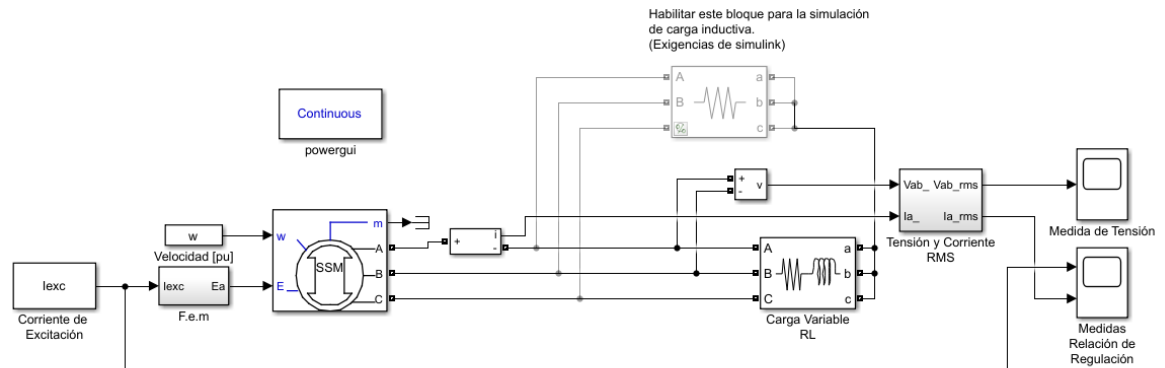 Habilitar este bloque para la simulación
de carga inductiva.
(Exigencias de simulink)
A
a
B
b
C
c
Continuous
powergui
+
-
v
Vab_
Vab_rms
Ia_
Ia_rms
Tensión y Corriente
RMS
Medida de Tensión
w
Velocidad [pu]
w
m
SSM
A
B
C
E
+
i
-
A
a
B
b
C
c
Carga Variable
RL
Iexc
Corriente de
Excitación
Iexc
Ea
F.e.m
Medidas
Relación de
Regulación